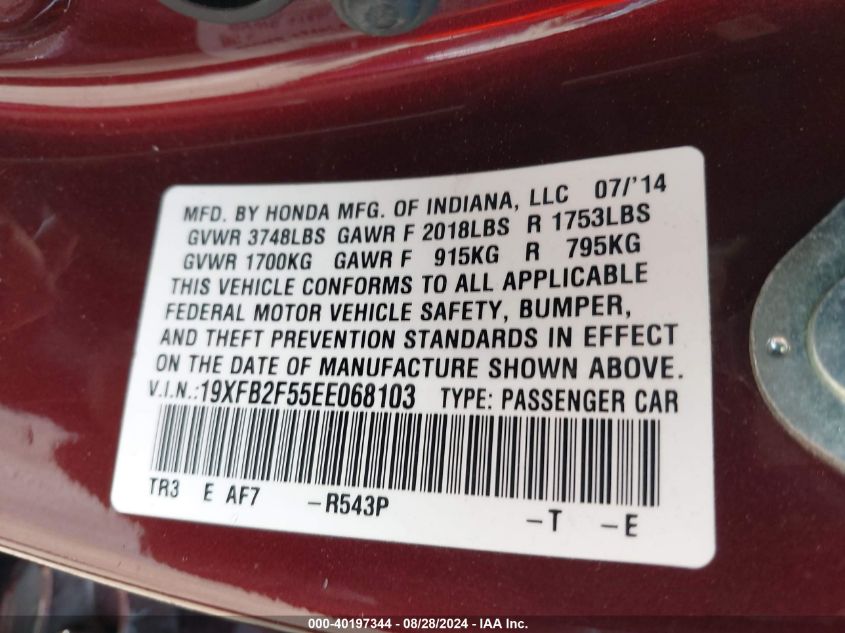 MFD. BY HONDA MFG. OF INDIANA, LLC 07/'14
GVWR 3748LBS GAWR F 2018LBS R 1753LBS
GVWR 1700KG GAWR F 915KG R 795KG
THIS VEHICLE CONFORMS TO ALL APPLICABLE
FEDERAL MOTOR VEHICLE SAFETY, BUMPER,
AND THEFT PREVENTION STANDARDS IN EFFECT
ON THE DATE OF MANUFACTURE SHOWN ABOVE.
V.I.N.:19XFB2F55EE068103 TYPE: PASSENGER CAR
TR3 E AF7 -R543P -T -E
000-40197344 - 08/28/2024 - IAA Inc.